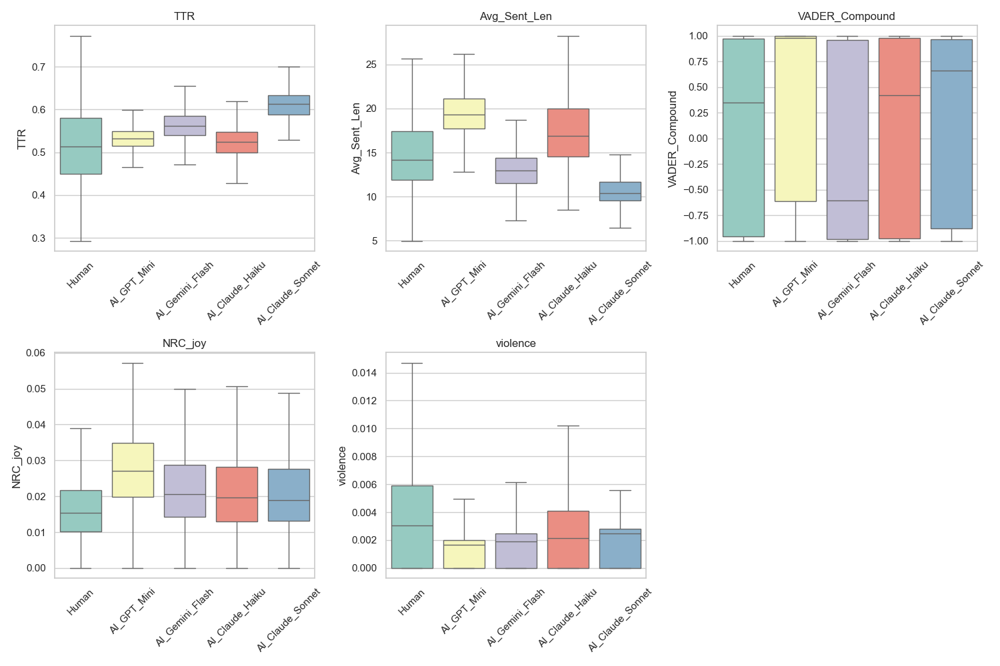 TTR
TTR
0.7
0.6
0.5
0.4
0.3
Human
AI_GPT_Mini
AI_Gemini_Flash
AI_Claude_Haiku
AI_Claude_Sonnet
Avg_Sent_Len
Avg_Sent_Len
25
20
15
10
5
Human
AI_GPT_Mini
AI_Gemini_Flash
AI_Claude_Haiku
AI_Claude_Sonnet
VADER_Compound
VADER_Compound
1.00
0.75
0.50
0.25
0.00
−0.25
−0.50
−0.75
−1.00
Human
AI_GPT_Mini
AI_Gemini_Flash
AI_Claude_Haiku
AI_Claude_Sonnet
NRC_joy
NRC_joy
0.06
0.05
0.04
0.03
0.02
0.01
0.00
Human
AI_GPT_Mini
AI_Gemini_Flash
AI_Claude_Haiku
AI_Claude_Sonnet
violence
violence
0.014
0.012
0.010
0.008
0.006
0.004
0.002
0.000
Human
AI_GPT_Mini
AI_Gemini_Flash
AI_Claude_Haiku
AI_Claude_Sonnet